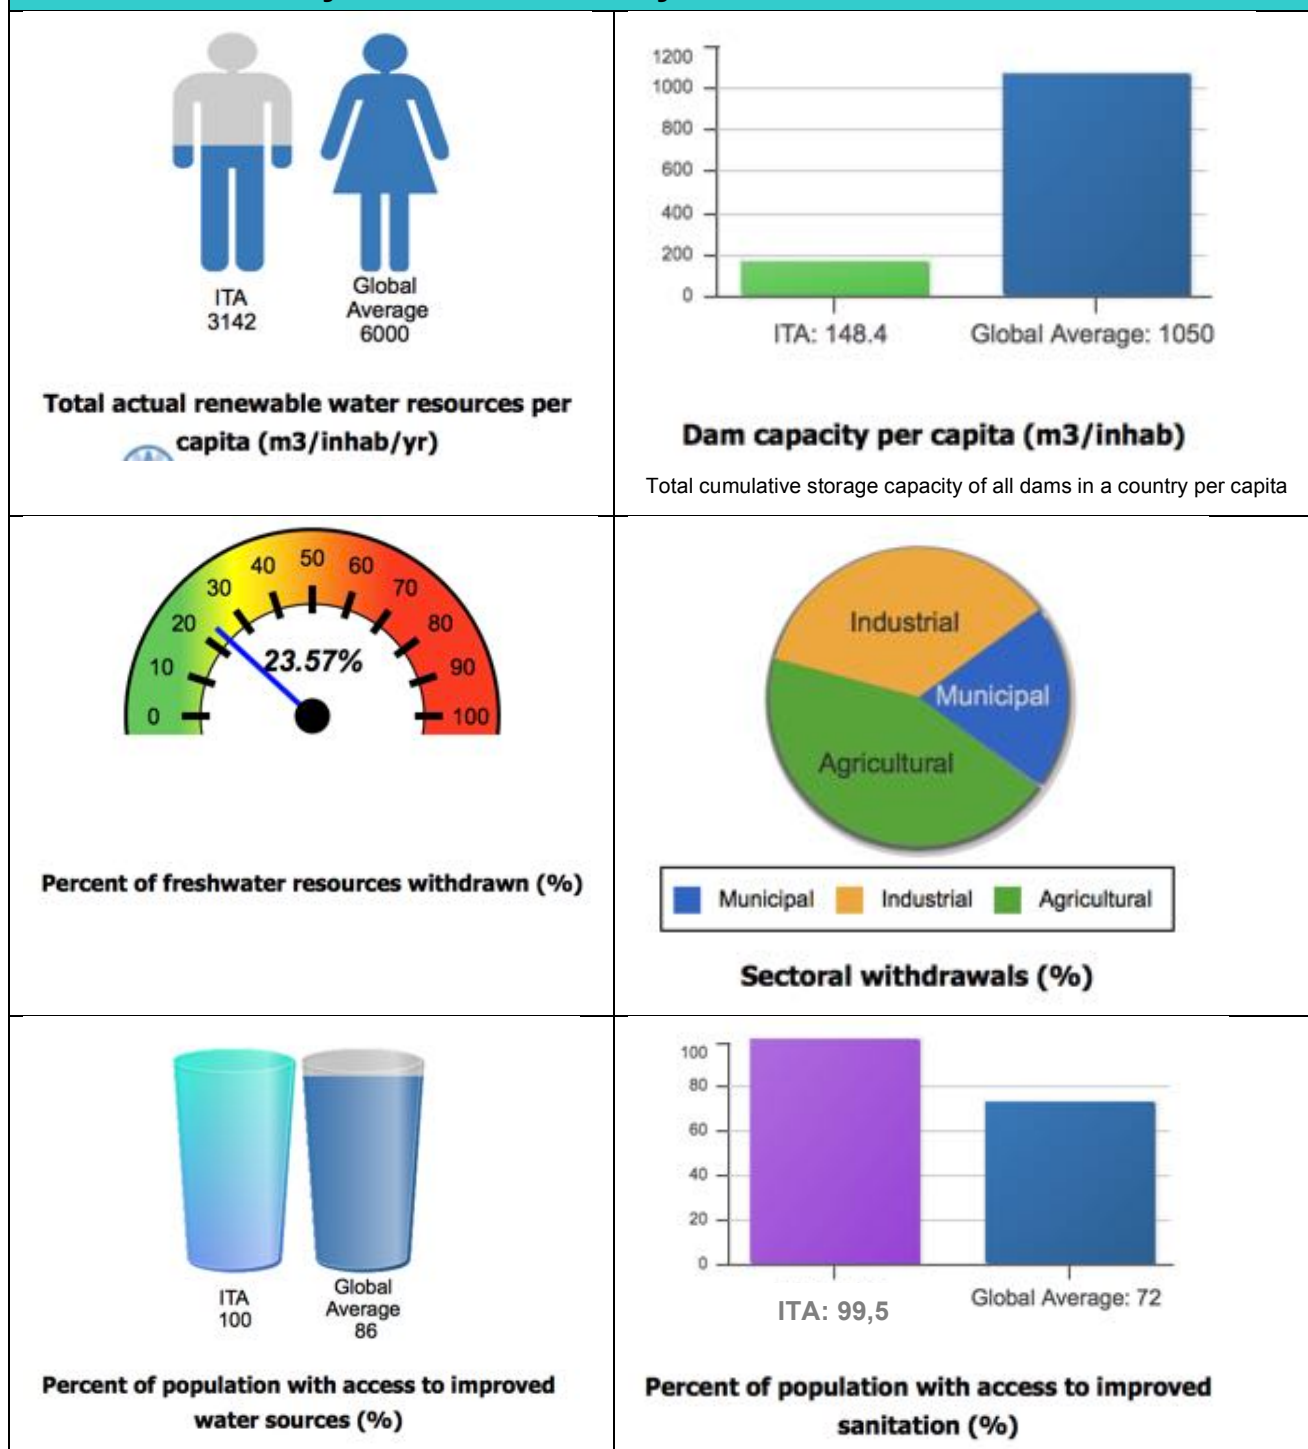 ITA
3142
Global
Average
6000
Total actual renewable water resources per
capita (m3/inhab/yr)
1200
1000
800
600
400
200
0
ITA: 148.4
Global Average: 1050
Dam capacity per capita (m3/inhab)
Total cumulative storage capacity of all dams in a country per capita
0
10
20
30
40
50
60
70
80
90
100
23.57%
Percent of freshwater resources withdrawn (%)
Industrial
Municipal
Agricultural
Municipal Industrial Agricultural
Sectoral withdrawals (%)
ITA
100
Global
Average
86
Percent of population with access to improved
water sources (%)
100
80
60
40
20
0
ITA: 99,5
Global Average: 72
Percent of population with access to improved
sanitation (%)